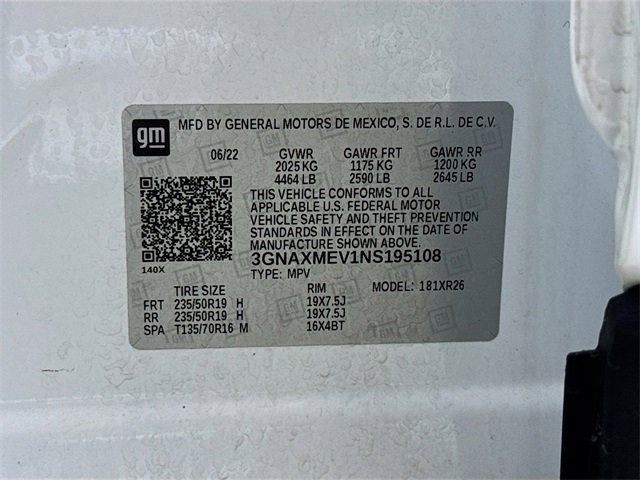 gm MFD BY GENERAL MOTORS DE MEXICO, S. DE R.L. DE C.V.
06/22 GVWR GAWR FRT GAWR RR
2025 KG 1175 KG 1200 KG
4464 LB 2590 LB 2645 LB
THIS VEHICLE CONFORMS TO ALL
APPLICABLE U.S. FEDERAL MOTOR
VEHICLE SAFETY AND THEFT PREVENTION
STANDARDS IN EFFECT ON THE DATE OF
MANUFACTURE SHOWN ABOVE.
3GNAXMEV1NS195108
140X TYPE: MPV MODEL: 181XR26
TIRE SIZE RIM
FRT 235/50R19 H 19X7.5J
RR 235/50R19 H 19X7.5J
SPA T135/70R16 M 16X4BT